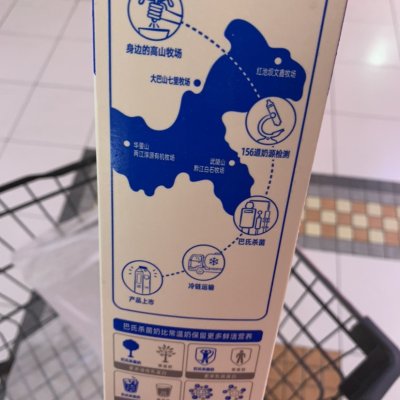 身边的高山牧场
红池坝文鑫牧场
大巴山七里牧场
156道奶源检测
华蓥山
两江深源有机牧场
武陵山
黔江白石牧场
巴氏杀菌
冷链运输
产品上市
巴氏杀菌奶比常温奶保留更多鲜活营养